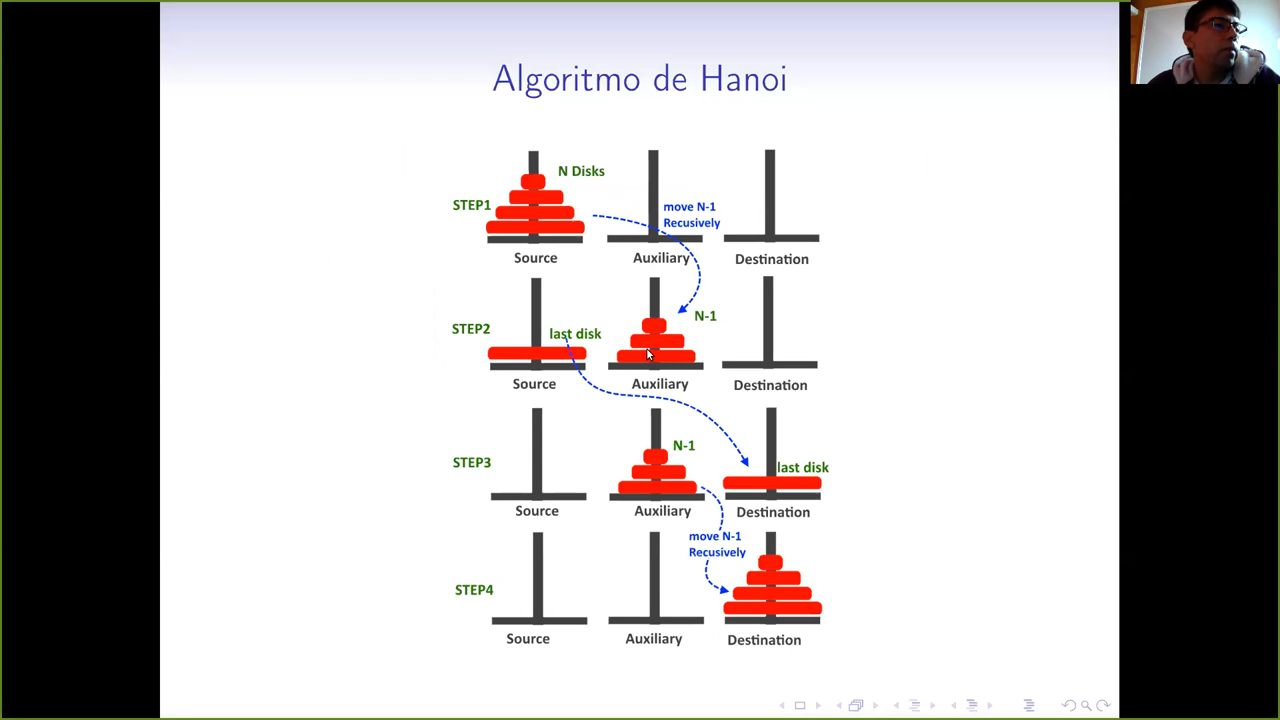 Algoritmo de Hanoi
N Disks
STEP1
move N-1
Recusively
Source
Auxiliary
Destination
STEP2
last disk
N-1
Source
Auxiliary
Destination
STEP3
N-1
last disk
Source
Auxiliary
Destination
move N-1
Recusively
STEP4
Source
Auxiliary
Destination